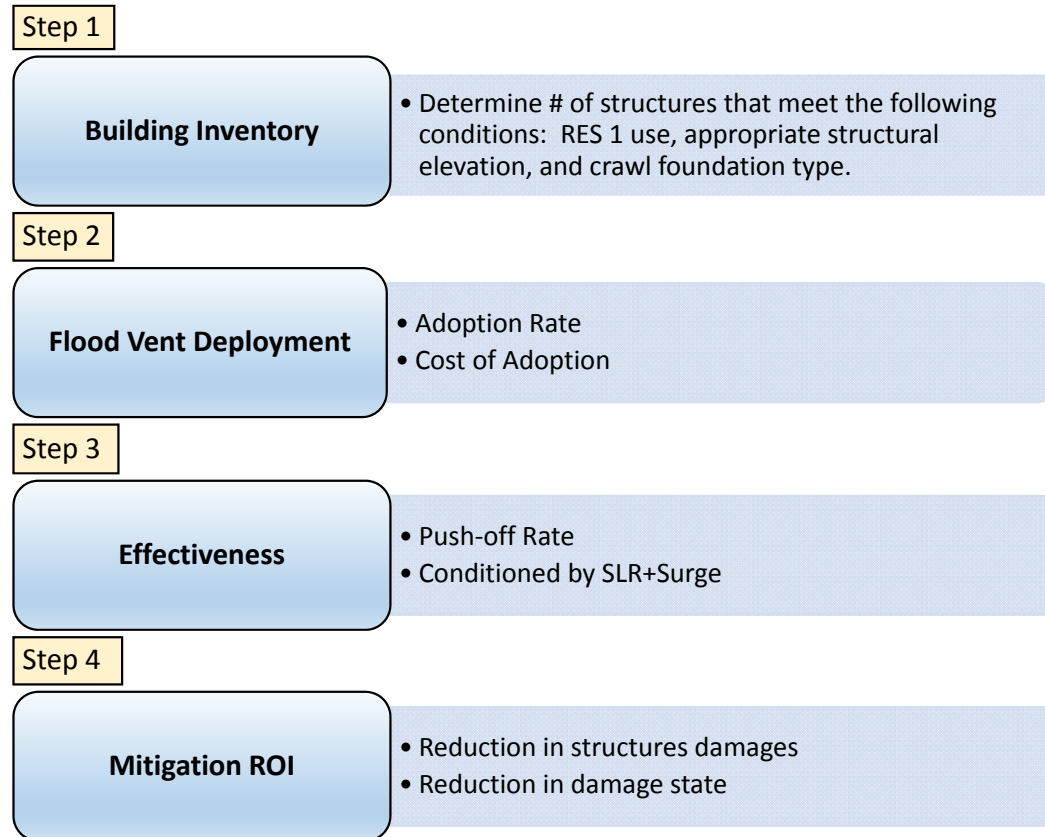 Step 1
Building Inventory
• Determine # of structures that meet the following
conditions:  RES 1 use, appropriate structural
elevation, and crawl foundation type.
Step 2
Flood Vent Deployment
• Adoption Rate
• Cost of Adoption
Step 3
Effectiveness
• Push-off Rate
• Conditioned by SLR+Surge
Step 4
Mitigation ROI
• Reduction in structures damages
• Reduction in damage state